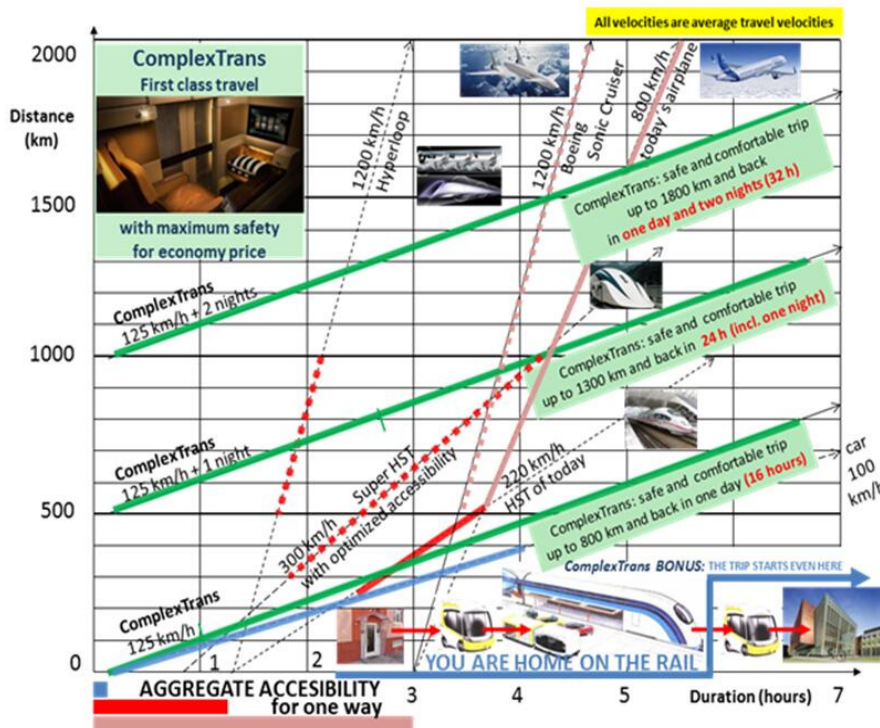 All velocities are average travel velocities
2000
Distance
(km)
1500
1000
500
0
ComplexTrans
First class travel
with maximum safety
for economy price
1200 km/h
Hyperloop
1200 km/h
Boeing
Sonic Cruiser
800 km/h
today's airplane
ComplexTrans: safe and comfortable trip
up to 1800 km and back
in one day and two nights (32 h)
ComplexTrans
125 km/h + 2 nights
ComplexTrans: safe and comfortable trip
up to 1300 km and back in 24 h (incl. one night)
ComplexTrans
125 km/h + 1 night
300 km/h Super HST
with optimized accessibility
220 km/h
HST of today
car
100
km/h
ComplexTrans: safe and comfortable trip
up to 800 km and back in one day (16 hours)
ComplexTrans
125 km/h
ComplexTrans BONUS: THE TRIP STARTS EVEN HERE
YOU ARE HOME ON THE RAIL
1
2
3
4
5
Duration (hours)
7
AGGREGATE ACCESIBILITY
for one way